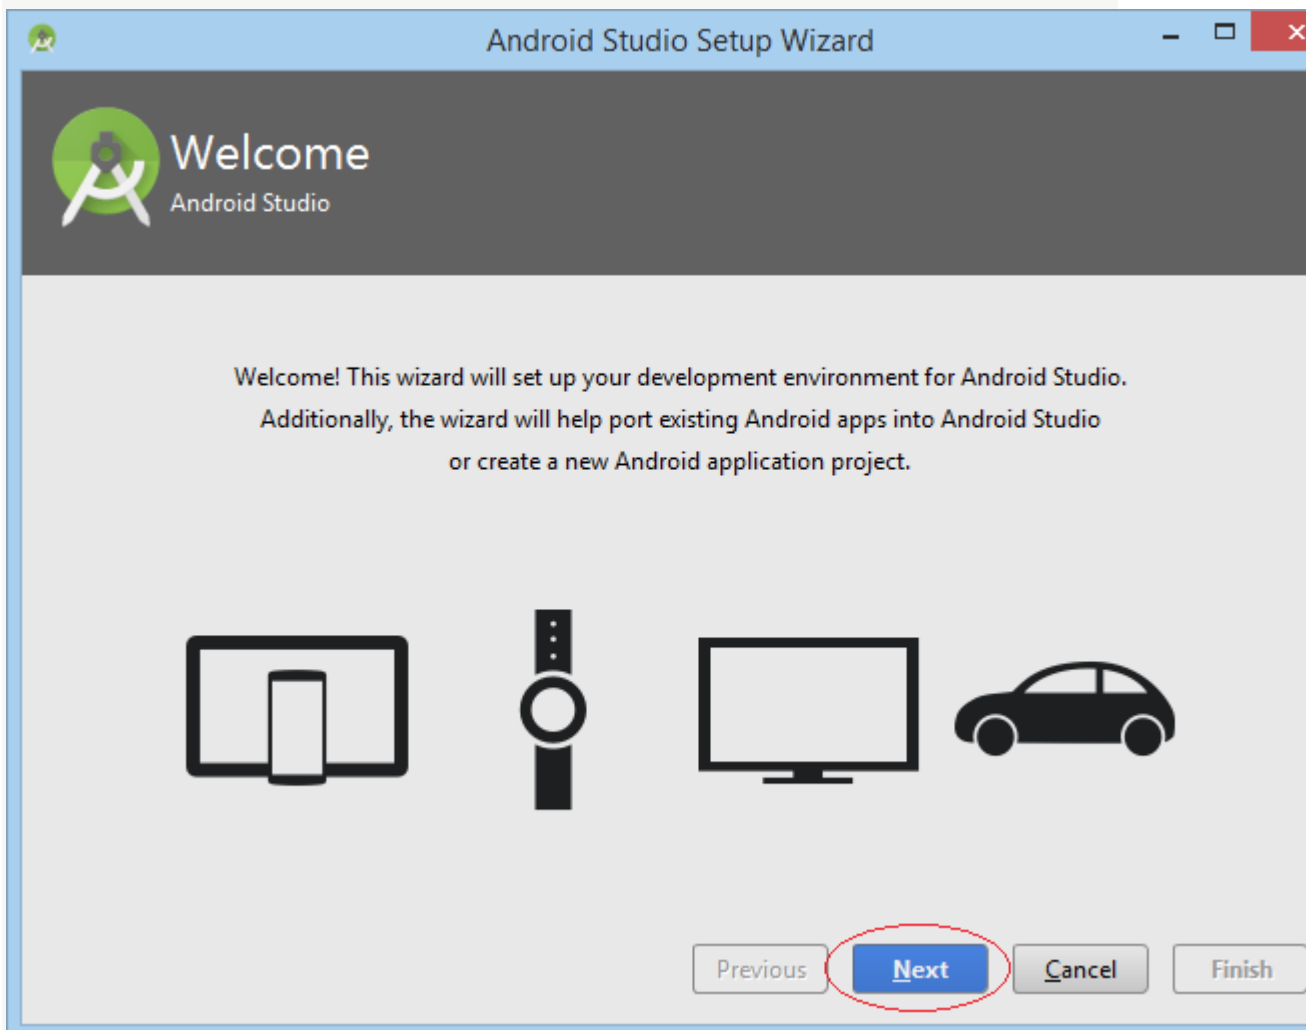 Android Studio Setup Wizard
Welcome
Android Studio
Welcome! This wizard will set up your development environment for Android Studio.
Additionally, the wizard will help port existing Android apps into Android Studio
or create a new Android application project.
Previous Next Cancel Finish